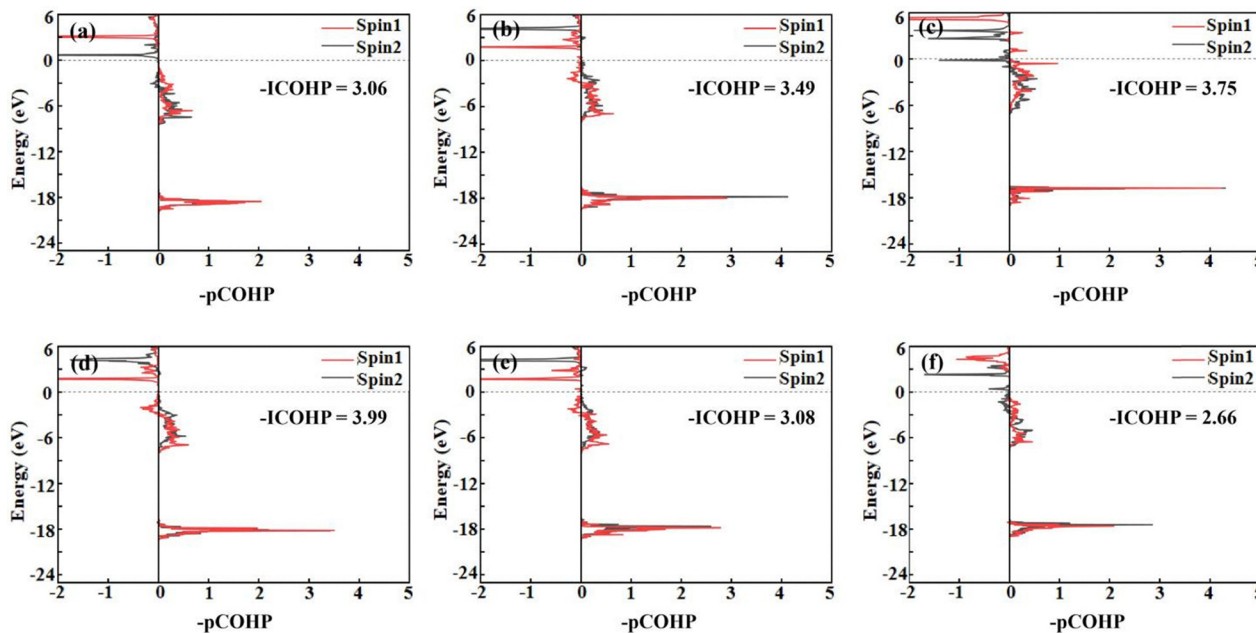 (a)
Spin1
Spin2
-ICOHP = 3.06
Energy (eV)
6
0
-6
-12
-18
-24
-2 -1 0 1 2 3 4 5
-pCOHP
(b)
Spin1
Spin2
-ICOHP = 3.49
Energy (eV)
6
0
-6
-12
-18
-24
-2 -1 0 1 2 3 4 5
-pCOHP
(c)
Spin1
Spin2
-ICOHP = 3.75
Energy (eV)
6
0
-6
-12
-18
-24
-2 -1 0 1 2 3 4 5
-pCOHP
(d)
Spin1
Spin2
-ICOHP = 3.99
Energy (eV)
6
0
-6
-12
-18
-24
-2 -1 0 1 2 3 4 5
-pCOHP
(e)
Spin1
Spin2
-ICOHP = 3.08
Energy (eV)
6
0
-6
-12
-18
-24
-2 -1 0 1 2 3 4 5
-pCOHP
(f)
Spin1
Spin2
-ICOHP = 2.66
Energy (eV)
6
0
-6
-12
-18
-24
-2 -1 0 1 2 3 4 5
-pCOHP